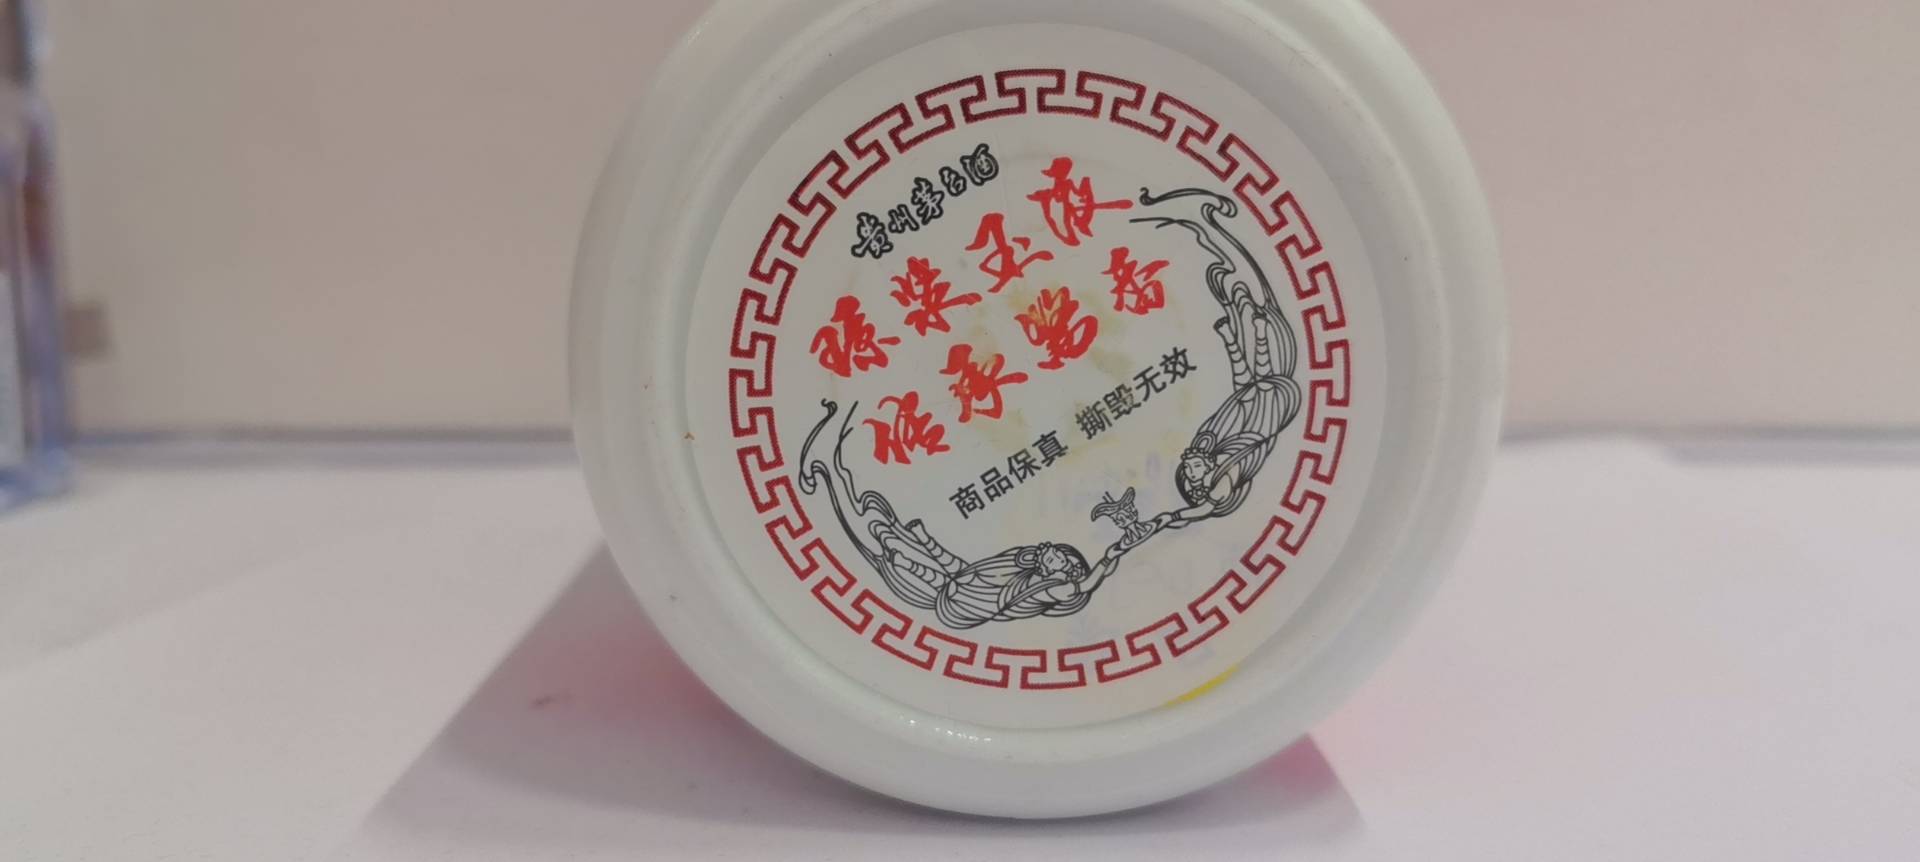 贵州茅台酒
琼浆玉液
传承酱香
商品保真 撕毁无效